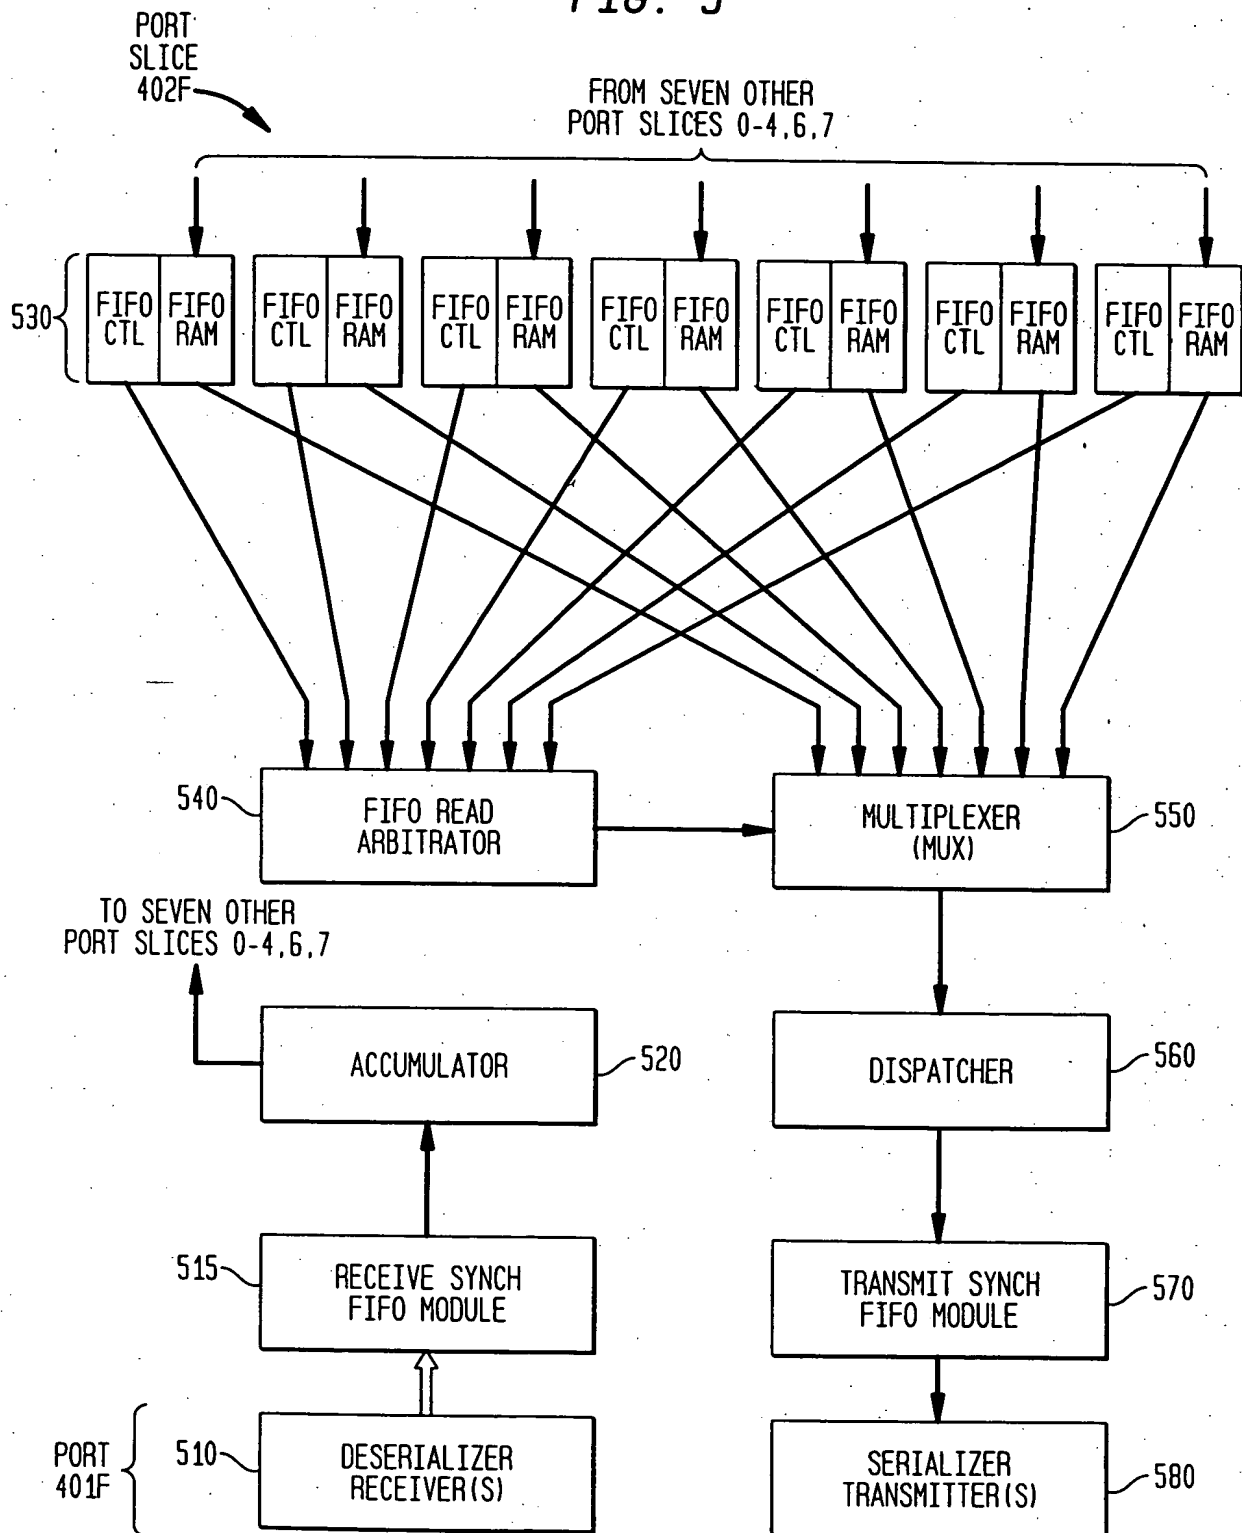 FIG. 5
PORT
SLICE
402F
FROM SEVEN OTHER
PORT SLICES 0-4,6,7
530
FIFO CTL
FIFO RAM
FIFO CTL
FIFO RAM
FIFO CTL
FIFO RAM
FIFO CTL
FIFO RAM
FIFO CTL
FIFO RAM
FIFO CTL
FIFO RAM
FIFO CTL
FIFO RAM
540
FIFO READ
ARBITRATOR
MULTIPLEXER
(MUX)
550
TO SEVEN OTHER
PORT SLICES 0-4,6,7
ACCUMULATOR
520
DISPATCHER
560
515
RECEIVE SYNCH
FIFO MODULE
TRANSMIT SYNCH
FIFO MODULE
570
PORT
401F
510
DESERIALIZER
RECEIVER(S)
SERIALIZER
TRANSMITTER(S)
580